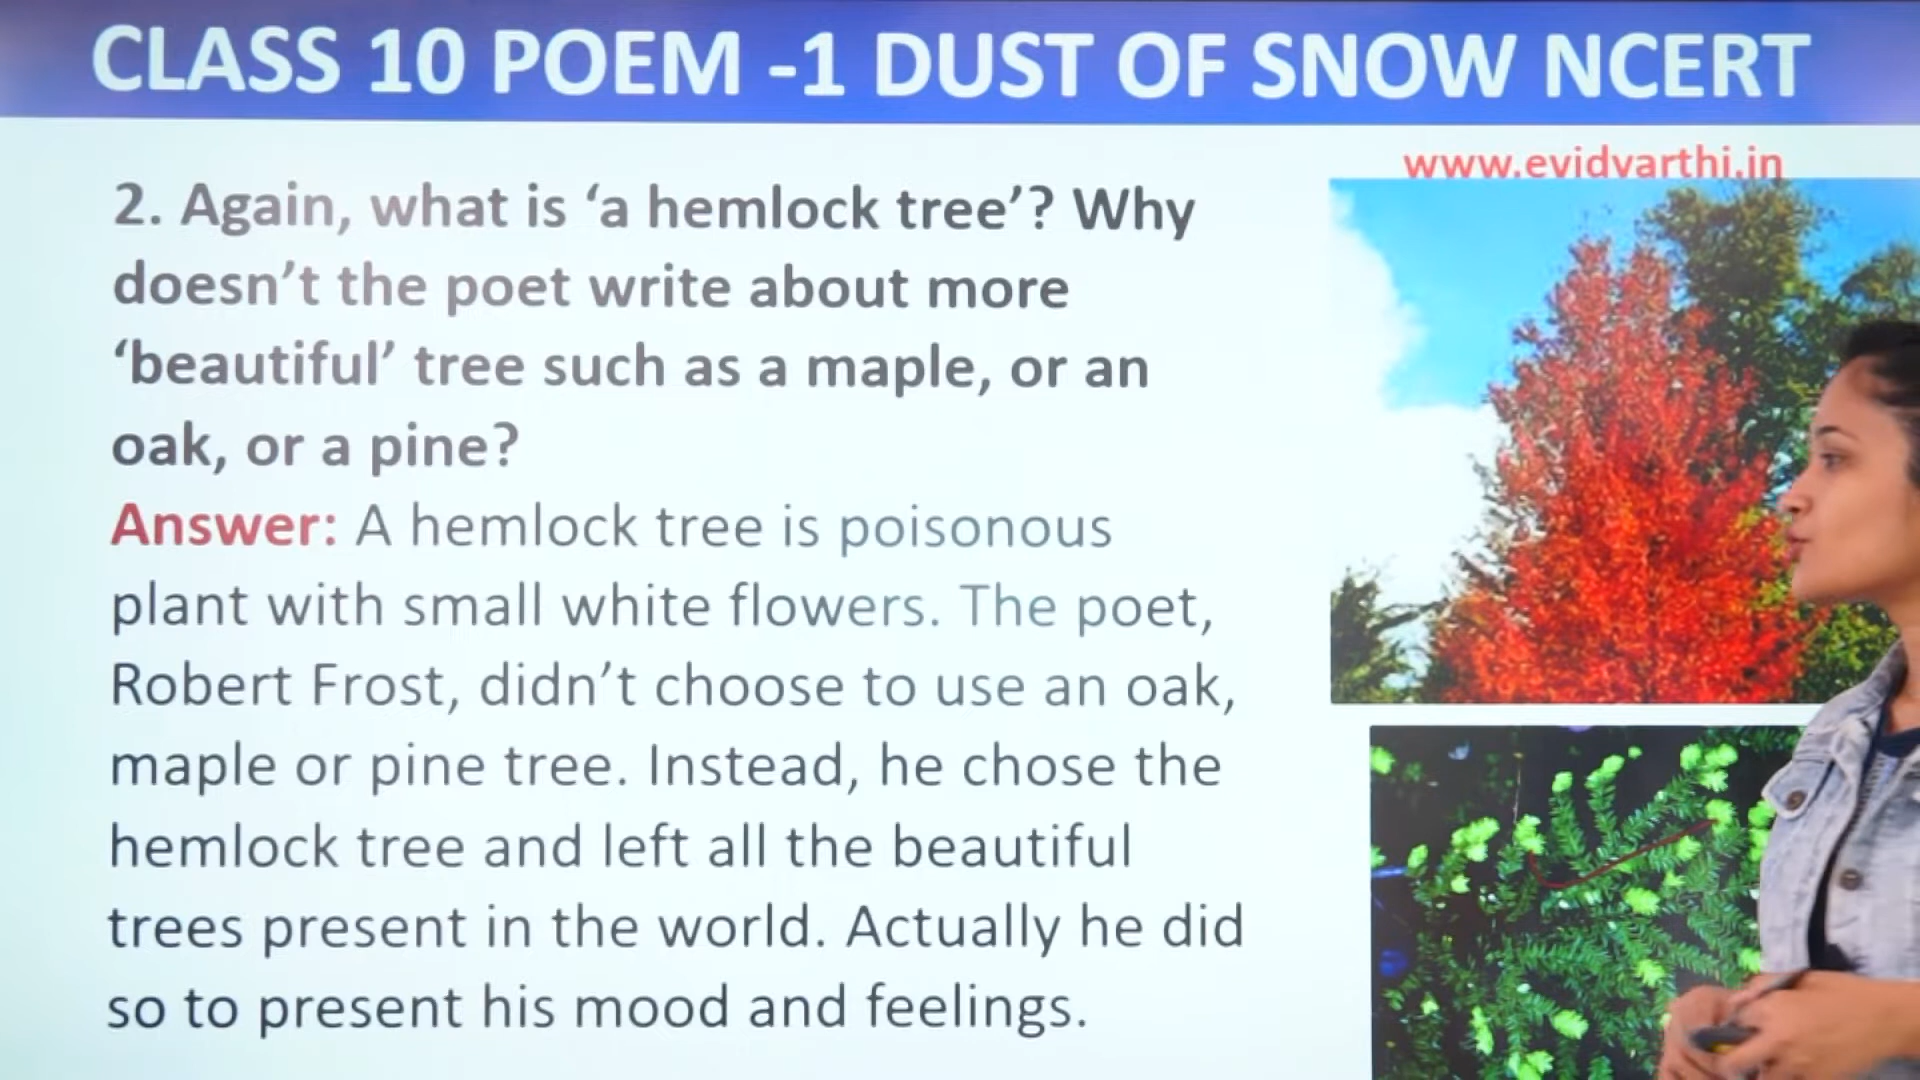 CLASS 10 POEM -1 DUST OF SNOW NCERT
www.evidvarthi.in
2. Again, what is ‘a hemlock tree’? Why
doesn’t the poet write about more
‘beautiful’ tree such as a maple, or an
oak, or a pine?
Answer: A hemlock tree is poisonous
plant with small white flowers. The poet,
Robert Frost, didn’t choose to use an oak,
maple or pine tree. Instead, he chose the
hemlock tree and left all the beautiful
trees present in the world. Actually he did
so to present his mood and feelings.